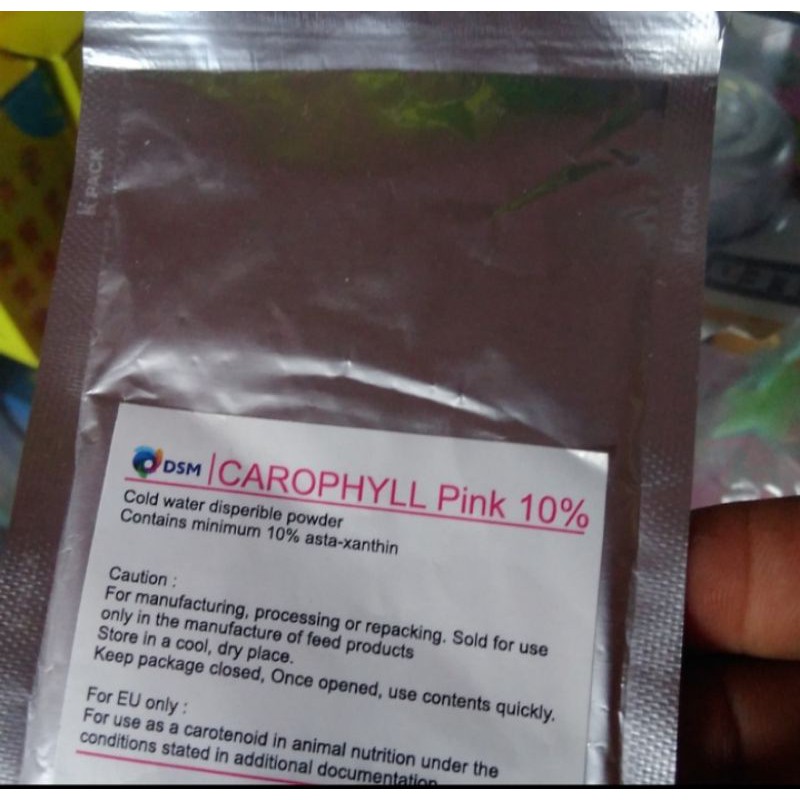 K PACK
K PACK
DSM CAROPHYLL Pink 10%
Cold water disperible powder
Contains minimum 10% asta-xanthin
Caution :
For manufacturing, processing or repacking. Sold for use
only in the manufacture of feed products
Store in a cool, dry place.
Keep package closed, Once opened, use contents quickly.
For EU only :
For use as a carotenoid in animal nutrition under the
conditions stated in additional documentation